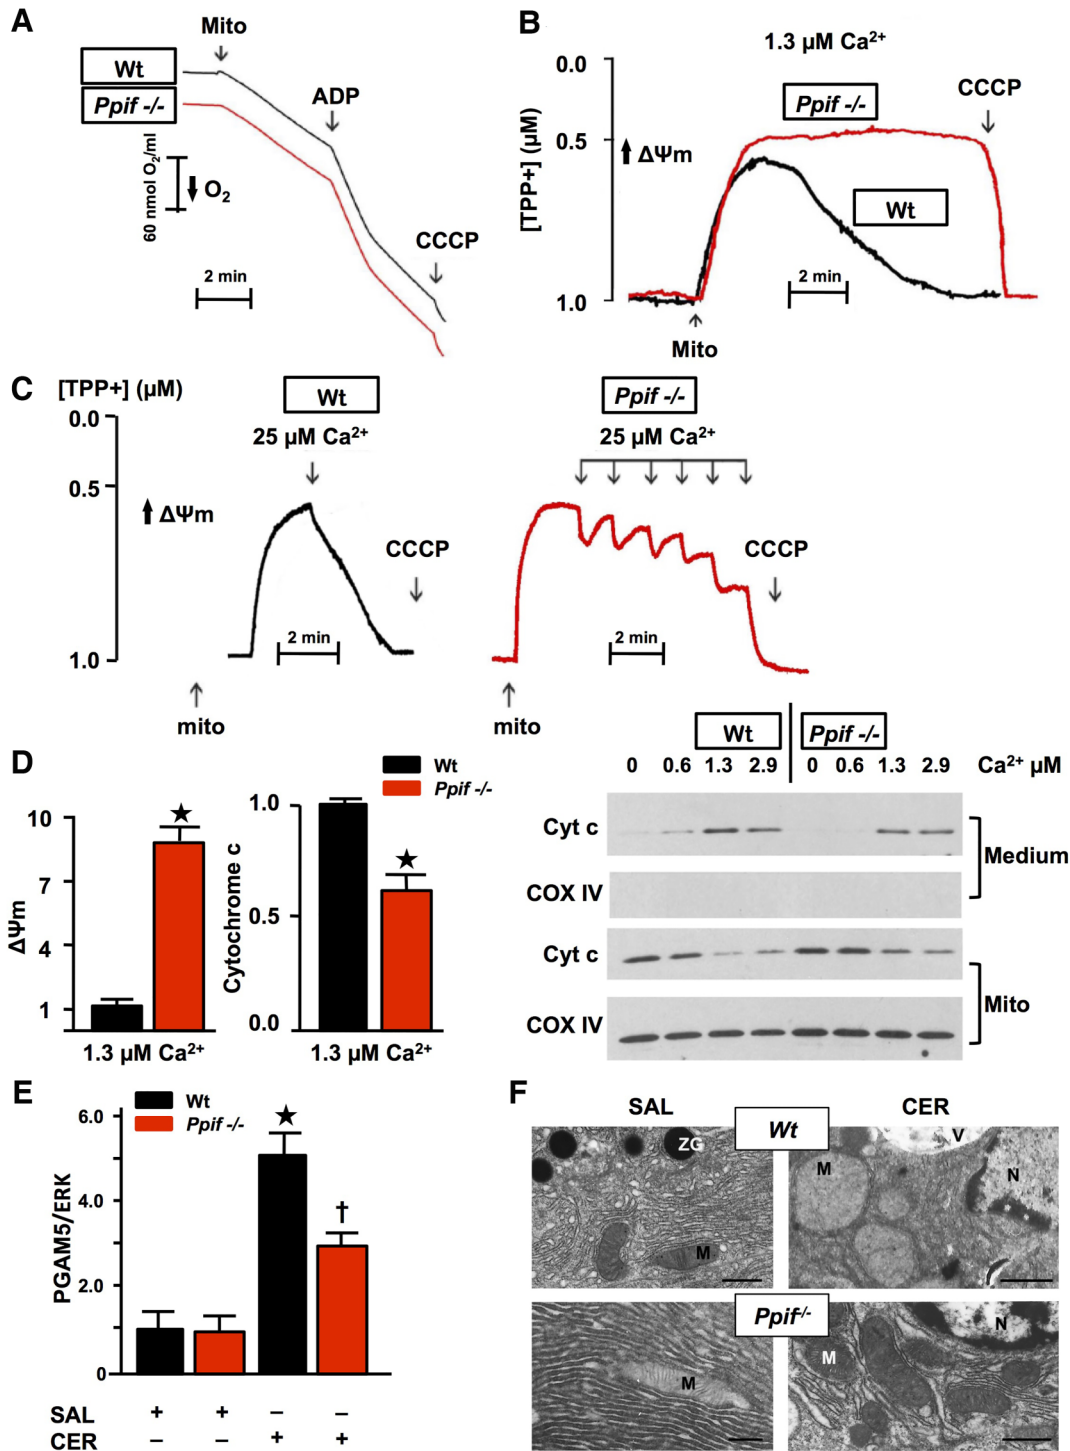 A
Mito
Wt
Ppif -/-
ADP
60 nmol O2/ml
O2
CCCP
2 min
B
1.3 µM Ca2+
0.0
Ppif -/-
CCCP
0.5
ΔΨm
[TPP+] (µM)
Wt
2 min
1.0
Mito
C
[TPP+] (µM)
Wt
Ppif -/-
0.0
25 µM Ca2+
25 µM Ca2+
0.5
ΔΨm
CCCP
CCCP
2 min
2 min
1.0
mito
mito
D
Wt
Ppif -/-
10
7
4
1
ΔΨm
1.3 µM Ca2+
1.0
0.5
0.0
Cytochrome c
1.3 µM Ca2+
Wt
Ppif -/-
0 0.6 1.3 2.9 0 0.6 1.3 2.9 Ca2+ µM
Cyt c
Medium
COX IV
Cyt c
Mito
COX IV
E
Wt
Ppif -/-
6.0
4.0
2.0
0
PGAM5/ERK
†
SAL + + – –
CER – – + +
F
SAL CER
Wt
ZG
M
V
M
N
* *
Ppif-/-
M
N
M